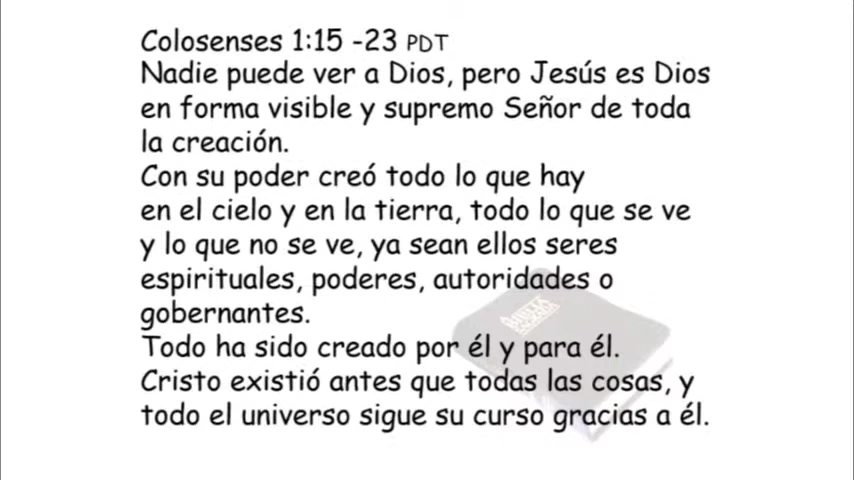 Colosenses 1:15 -23 PDT
Nadie puede ver a Dios, pero Jesús es Dios
en forma visible y supremo Señor de toda
la creación.
Con su poder creó todo lo que hay
en el cielo y en la tierra, todo lo que se ve
y lo que no se ve, ya sean ellos seres
espirituales, poderes, autoridades o
gobernantes.
Todo ha sido creado por él y para él.
Cristo existió antes que todas las cosas, y
todo el universo sigue su curso gracias a él.